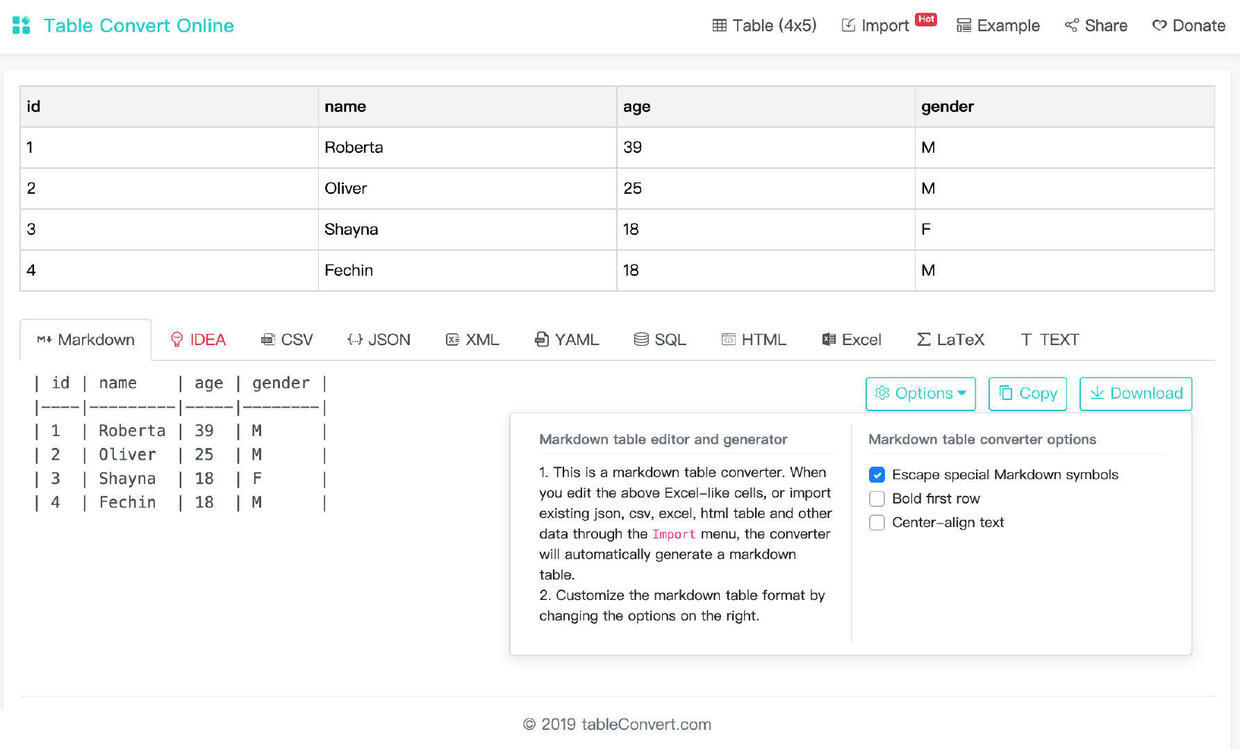 Table Convert Online Table (4x5) Import Hot Example Share Donate
id name age gender
1 Roberta 39 M
2 Oliver 25 M
3 Shayna 18 F
4 Fechin 18 M
M↓ Markdown IDEA CSV JSON XML YAML SQL HTML Excel LaTeX TEXT
| id | name    | age | gender |
|----|---------|-----|--------|
| 1  | Roberta | 39  | M      |
| 2  | Oliver  | 25  | M      |
| 3  | Shayna  | 18  | F      |
| 4  | Fechin  | 18  | M      |
Options Copy Download
Markdown table editor and generator
1. This is a markdown table converter. When
you edit the above Excel-like cells, or import
existing json, csv, excel, html table and other
data through the Import menu, the converter
will automatically generate a markdown
table.
2. Customize the markdown table format by
changing the options on the right.
Markdown table converter options
Escape special Markdown symbols
Bold first row
Center-align text
© 2019 tableConvert.com